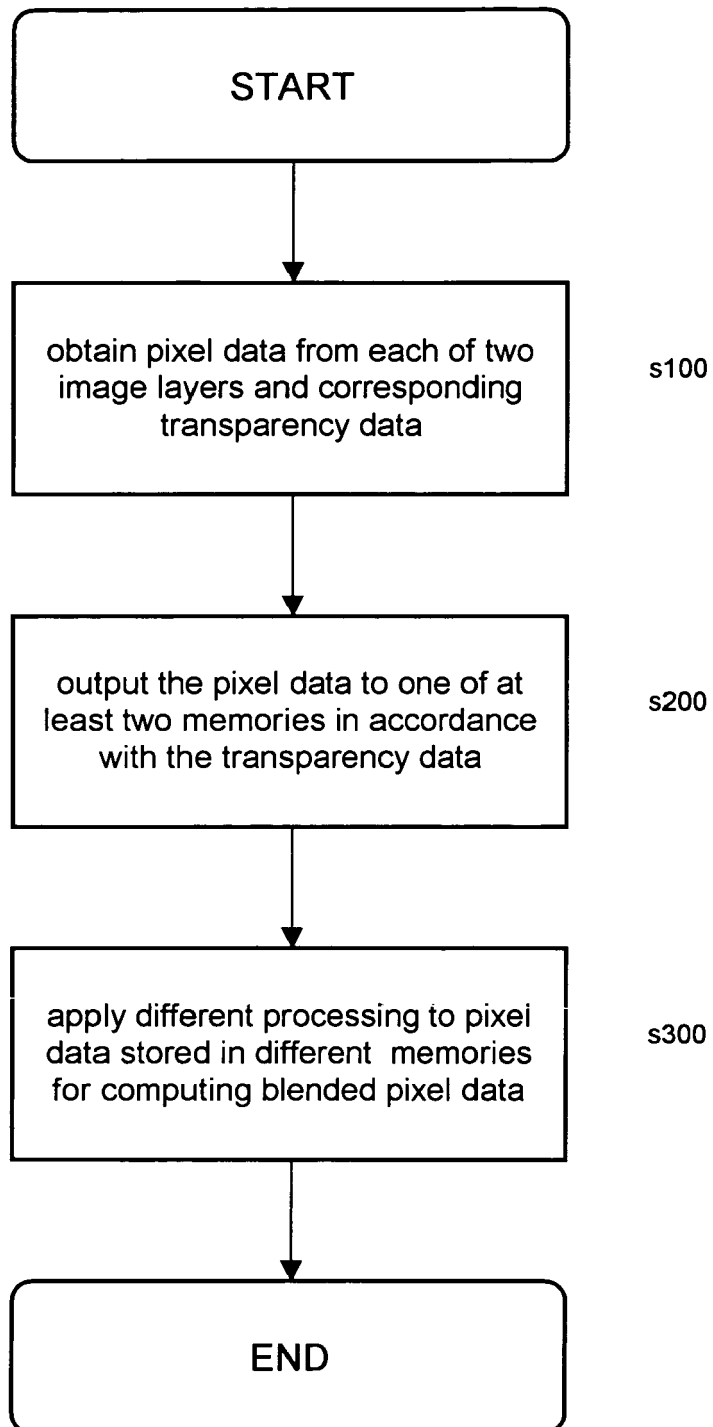 START
obtain pixel data from each of two
image layers and corresponding
transparency data
s100
output the pixel data to one of at
least two memories in accordance
with the transparency data
s200
apply different processing to pixel
data stored in different memories
for computing blended pixel data
s300
END